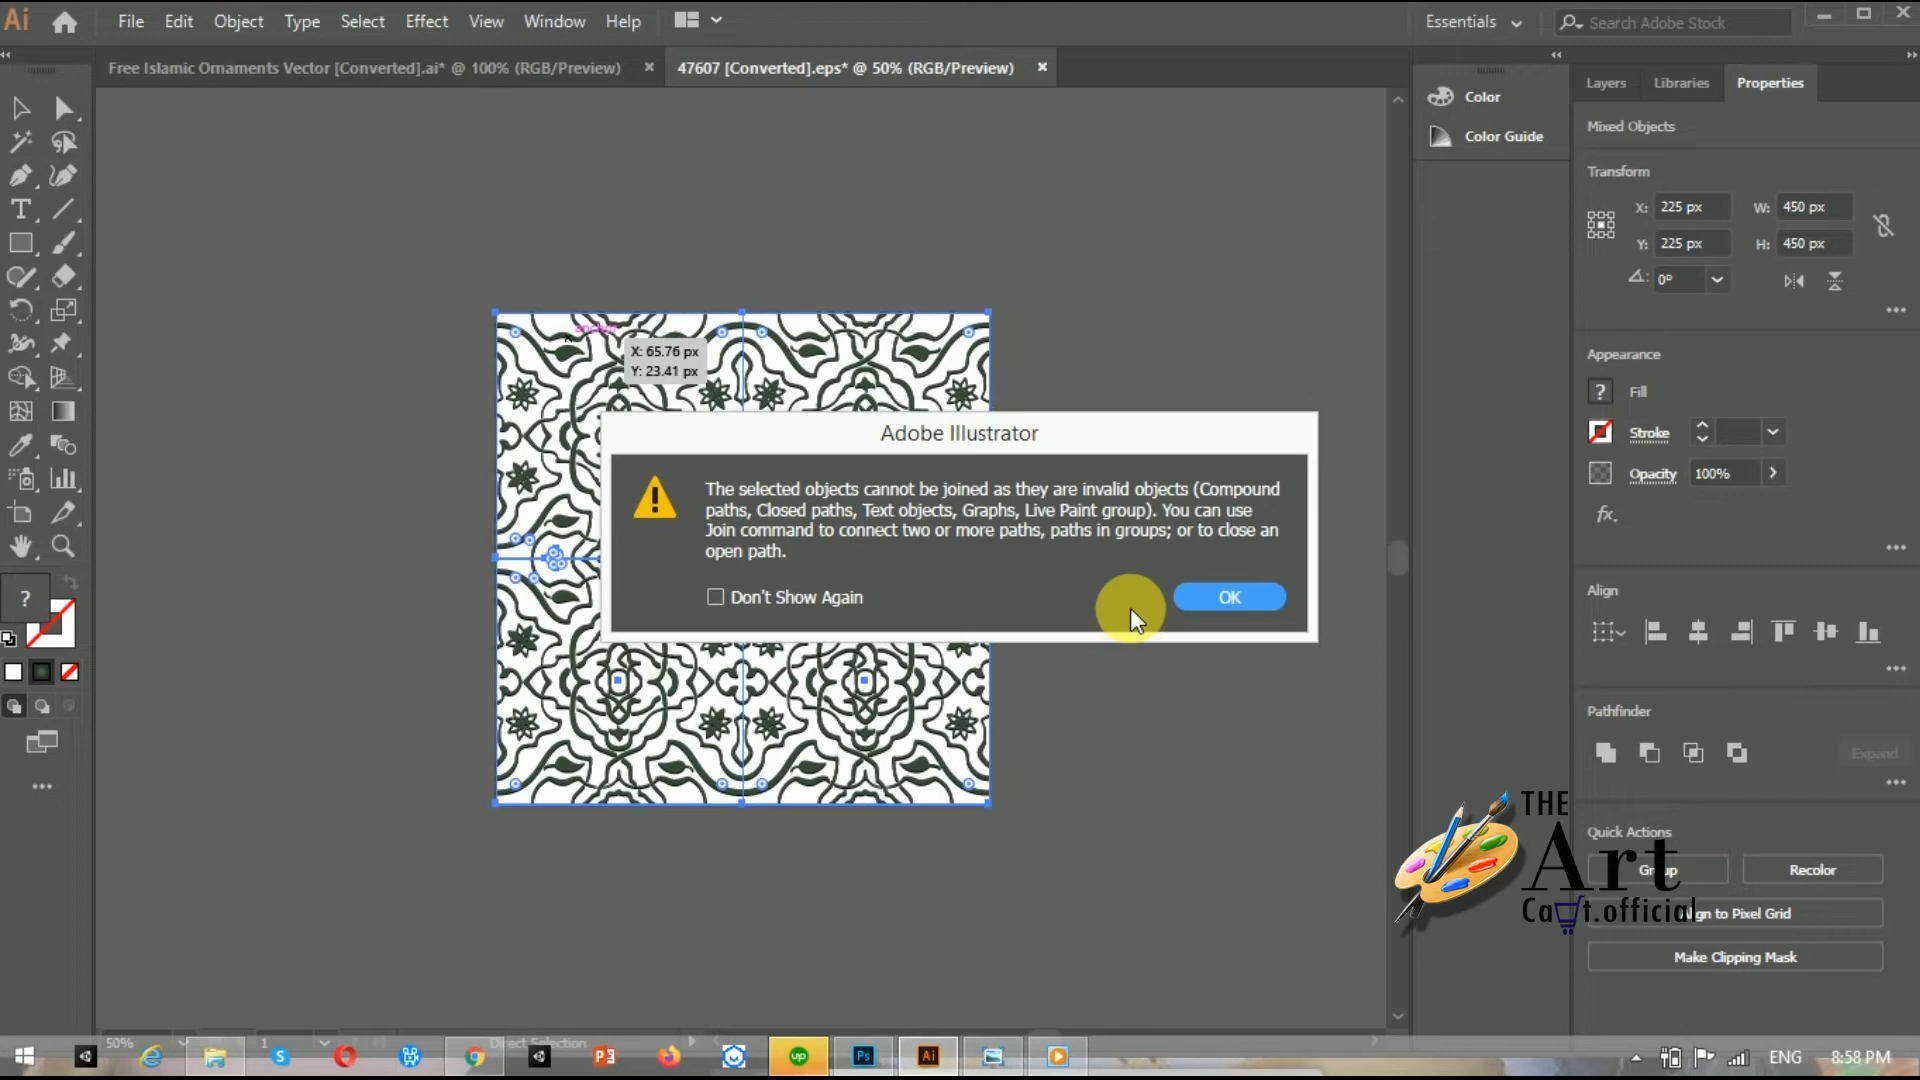 Ai File Edit Object Type Select Effect View Window Help Essentials Search Adobe Stock
Free Islamic Ornaments Vector [Converted].ai* @ 100% (RGB/Preview) × 47607 [Converted].eps* @ 50% (RGB/Preview) ×
Layers Libraries Properties
Color
Color Guide
Mixed Objects
Transform
X: 225 px W: 450 px
Y: 225 px H: 450 px
0°
anchor
X: 65.76 px
Y: 23.41 px
Appearance
? Fill
Stroke
Opacity 100%
fx.
Adobe Illustrator
The selected objects cannot be joined as they are invalid objects (Compound
paths, Closed paths, Text objects, Graphs, Live Paint group). You can use
Join command to connect two or more paths, paths in groups; or to close an
open path.
Don't Show Again
OK
?
Align
Pathfinder
Expand
Quick Actions
Group Recolor
Align to Pixel Grid
Make Clipping Mask
THE
Art
Cart.official
50% 1 Direct Selection
up Ps Ai ENG 8:58 PM